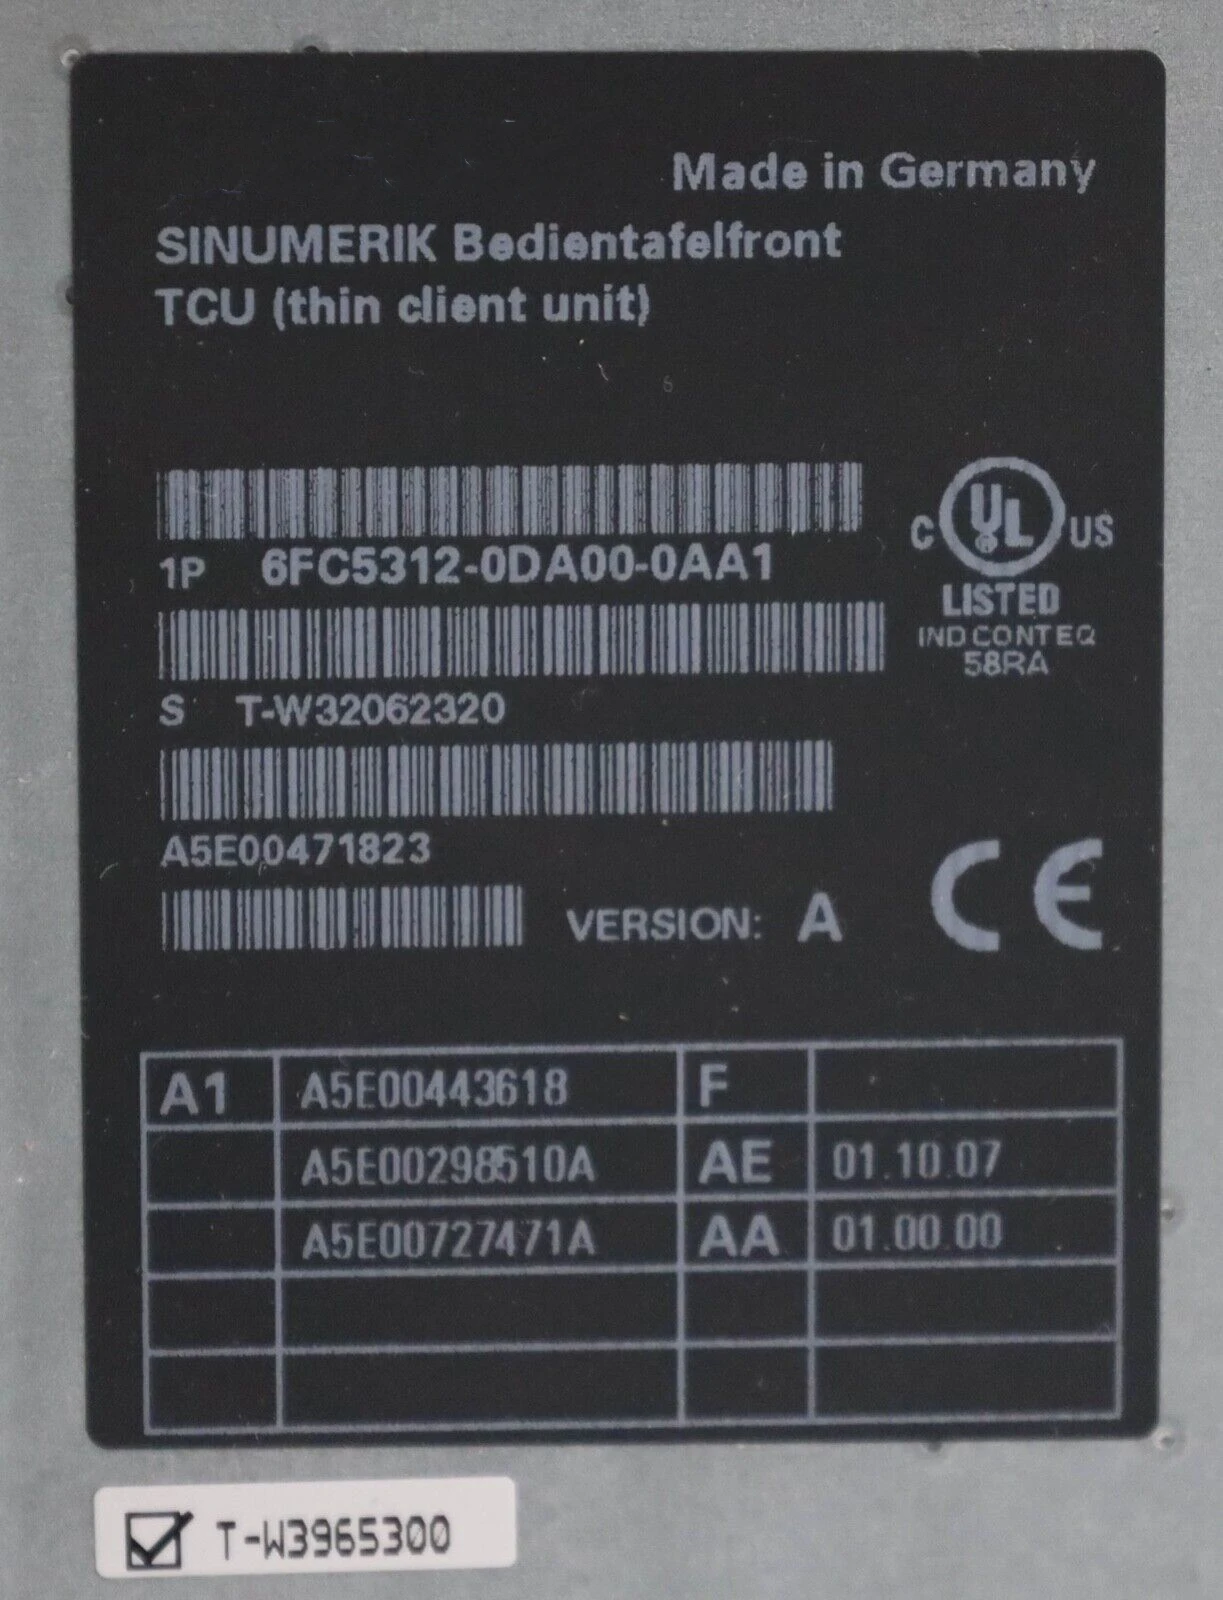 Made in Germany
SINUMERIK Bedientafelfront
TCU (thin client unit)
1P 6FC5312-0DA00-0AA1
C UL US
LISTED
IND CONT EQ
58RA
S T-W32062320
A5E00471823
VERSION: A
CE
A1 A5E00443618 F
A5E00298510A AE 01.10.07
A5E00727471A AA 01.00.00
T-W3965300